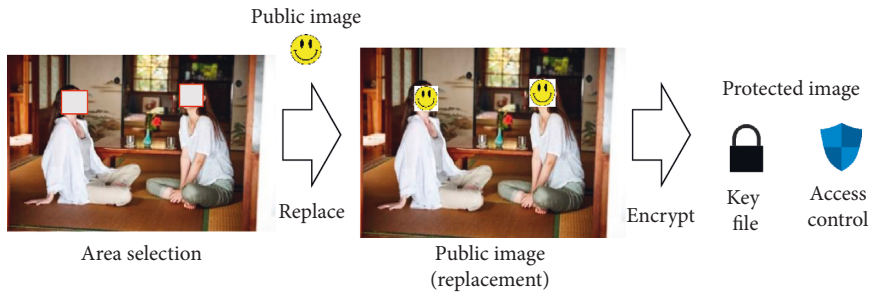 Public image
Replace
Encrypt
Protected image
Key
file
Access
control
Area selection
Public image
(replacement)